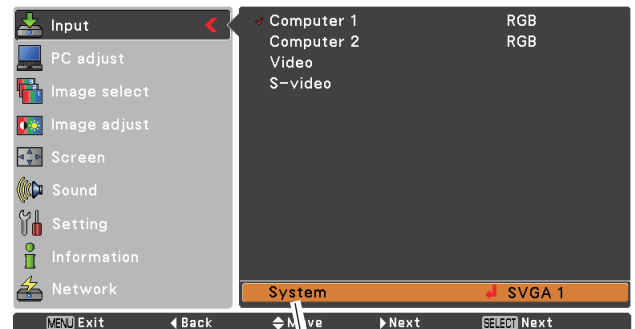 Input
PC adjust
Image select
Image adjust
Screen
Sound
Setting
Information
Network
Computer 1 RGB
Computer 2 RGB
Video
S-video
System SVGA 1
MENU Exit Back Move Next SELECT Next